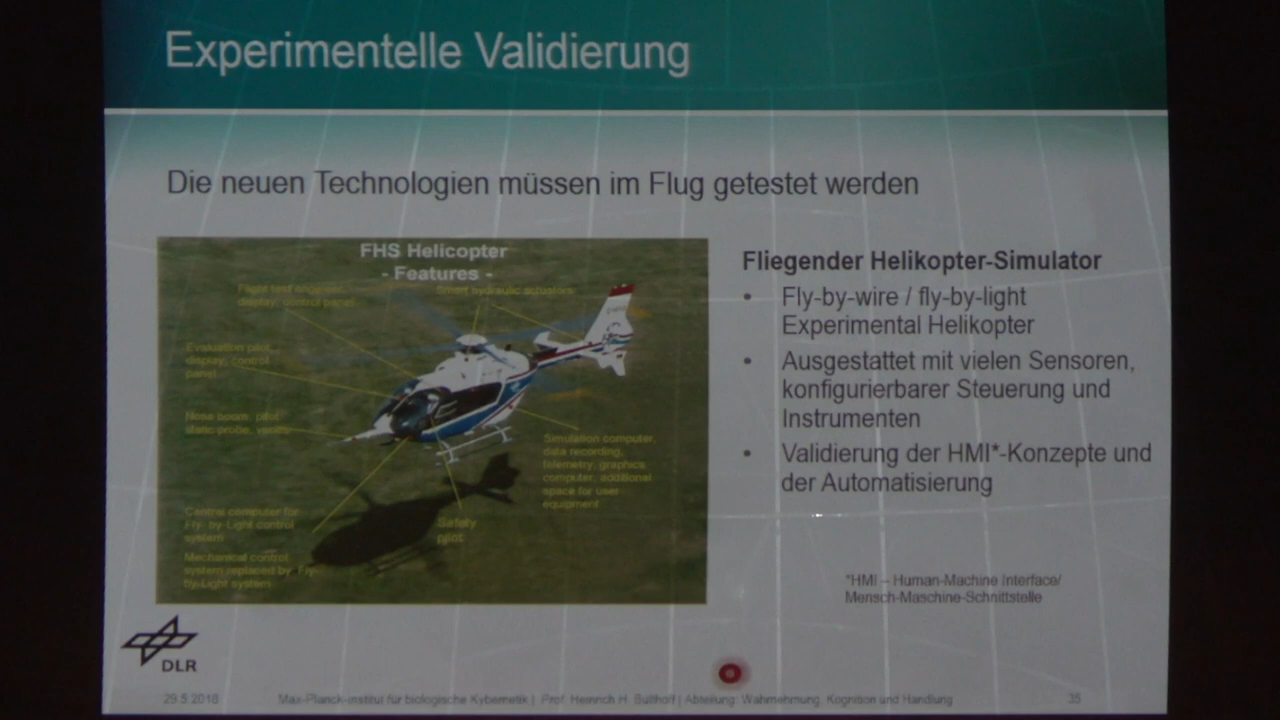 Experimentelle Validierung
Die neuen Technologien müssen im Flug getestet werden
FHS Helicopter
- Features -
Flight test engineer,
display, control panel
Smart hydraulic actuators
Evaluation pilot,
display, control
panel
Nose boom, pilot
static probe,
Simulation computer,
data recording,
telemetry, graphics
computer, additional
space for user
equipment
Central computer for
Fly- by Light control
system
Safety
pilot
Mechanical control
system replaced by Fly-
by-Light system
Fliegender Helikopter-Simulator
• Fly-by-wire / fly-by-light
Experimental Helikopter
• Ausgestattet mit vielen Sensoren,
konfigurierbarer Steuerung und
Instrumenten
• Validierung der HMI*-Konzepte und
der Automatisierung
*HMI – Human-Machine Interface/
Mensch-Maschine-Schnittstelle
DLR
29.5.2018 Max-Planck-Institut für biologische Kybernetik | Prof. Heinrich H. Bülthoff | Abteilung: Wahrnehmung, Kognition und Handlung 35